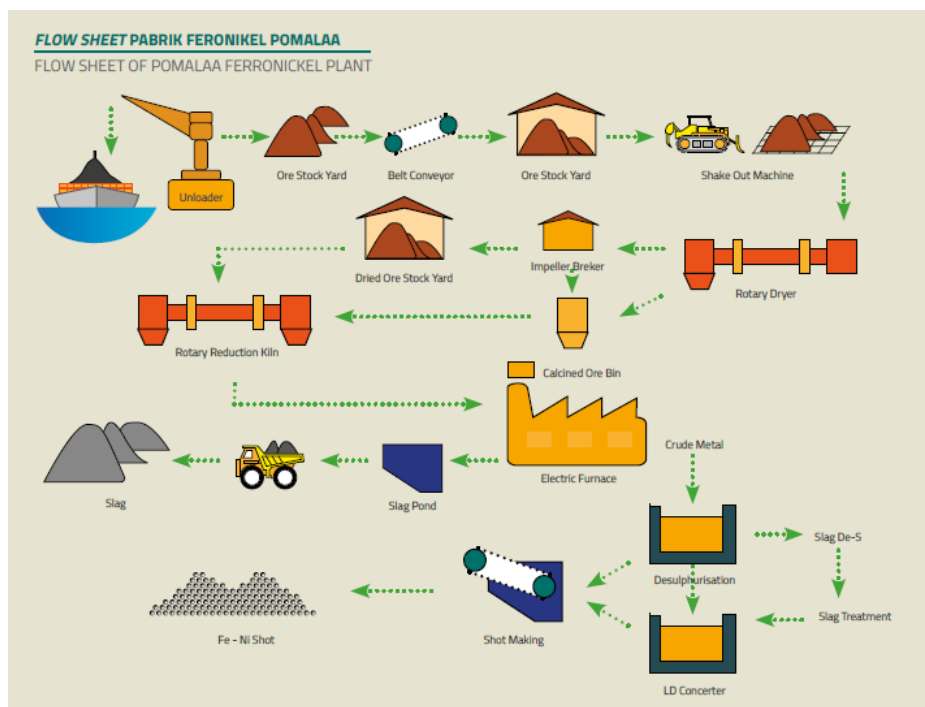 FLOW SHEET PABRIK FERONIKEL POMALAA
FLOW SHEET OF POMALAA FERRONICKEL PLANT
Unloader
Ore Stock Yard
Belt Conveyor
Ore Stock Yard
Shake Out Machine
Dried Ore Stock Yard
Impeller Breker
Rotary Dryer
Rotary Reduction Kiln
Calcined Ore Bin
Electric Furnace
Crude Metal
Slag
Slag Pond
Desulphurisation
Slag De-S
Slag Treatment
Fe - Ni Shot
Shot Making
LD Concerter